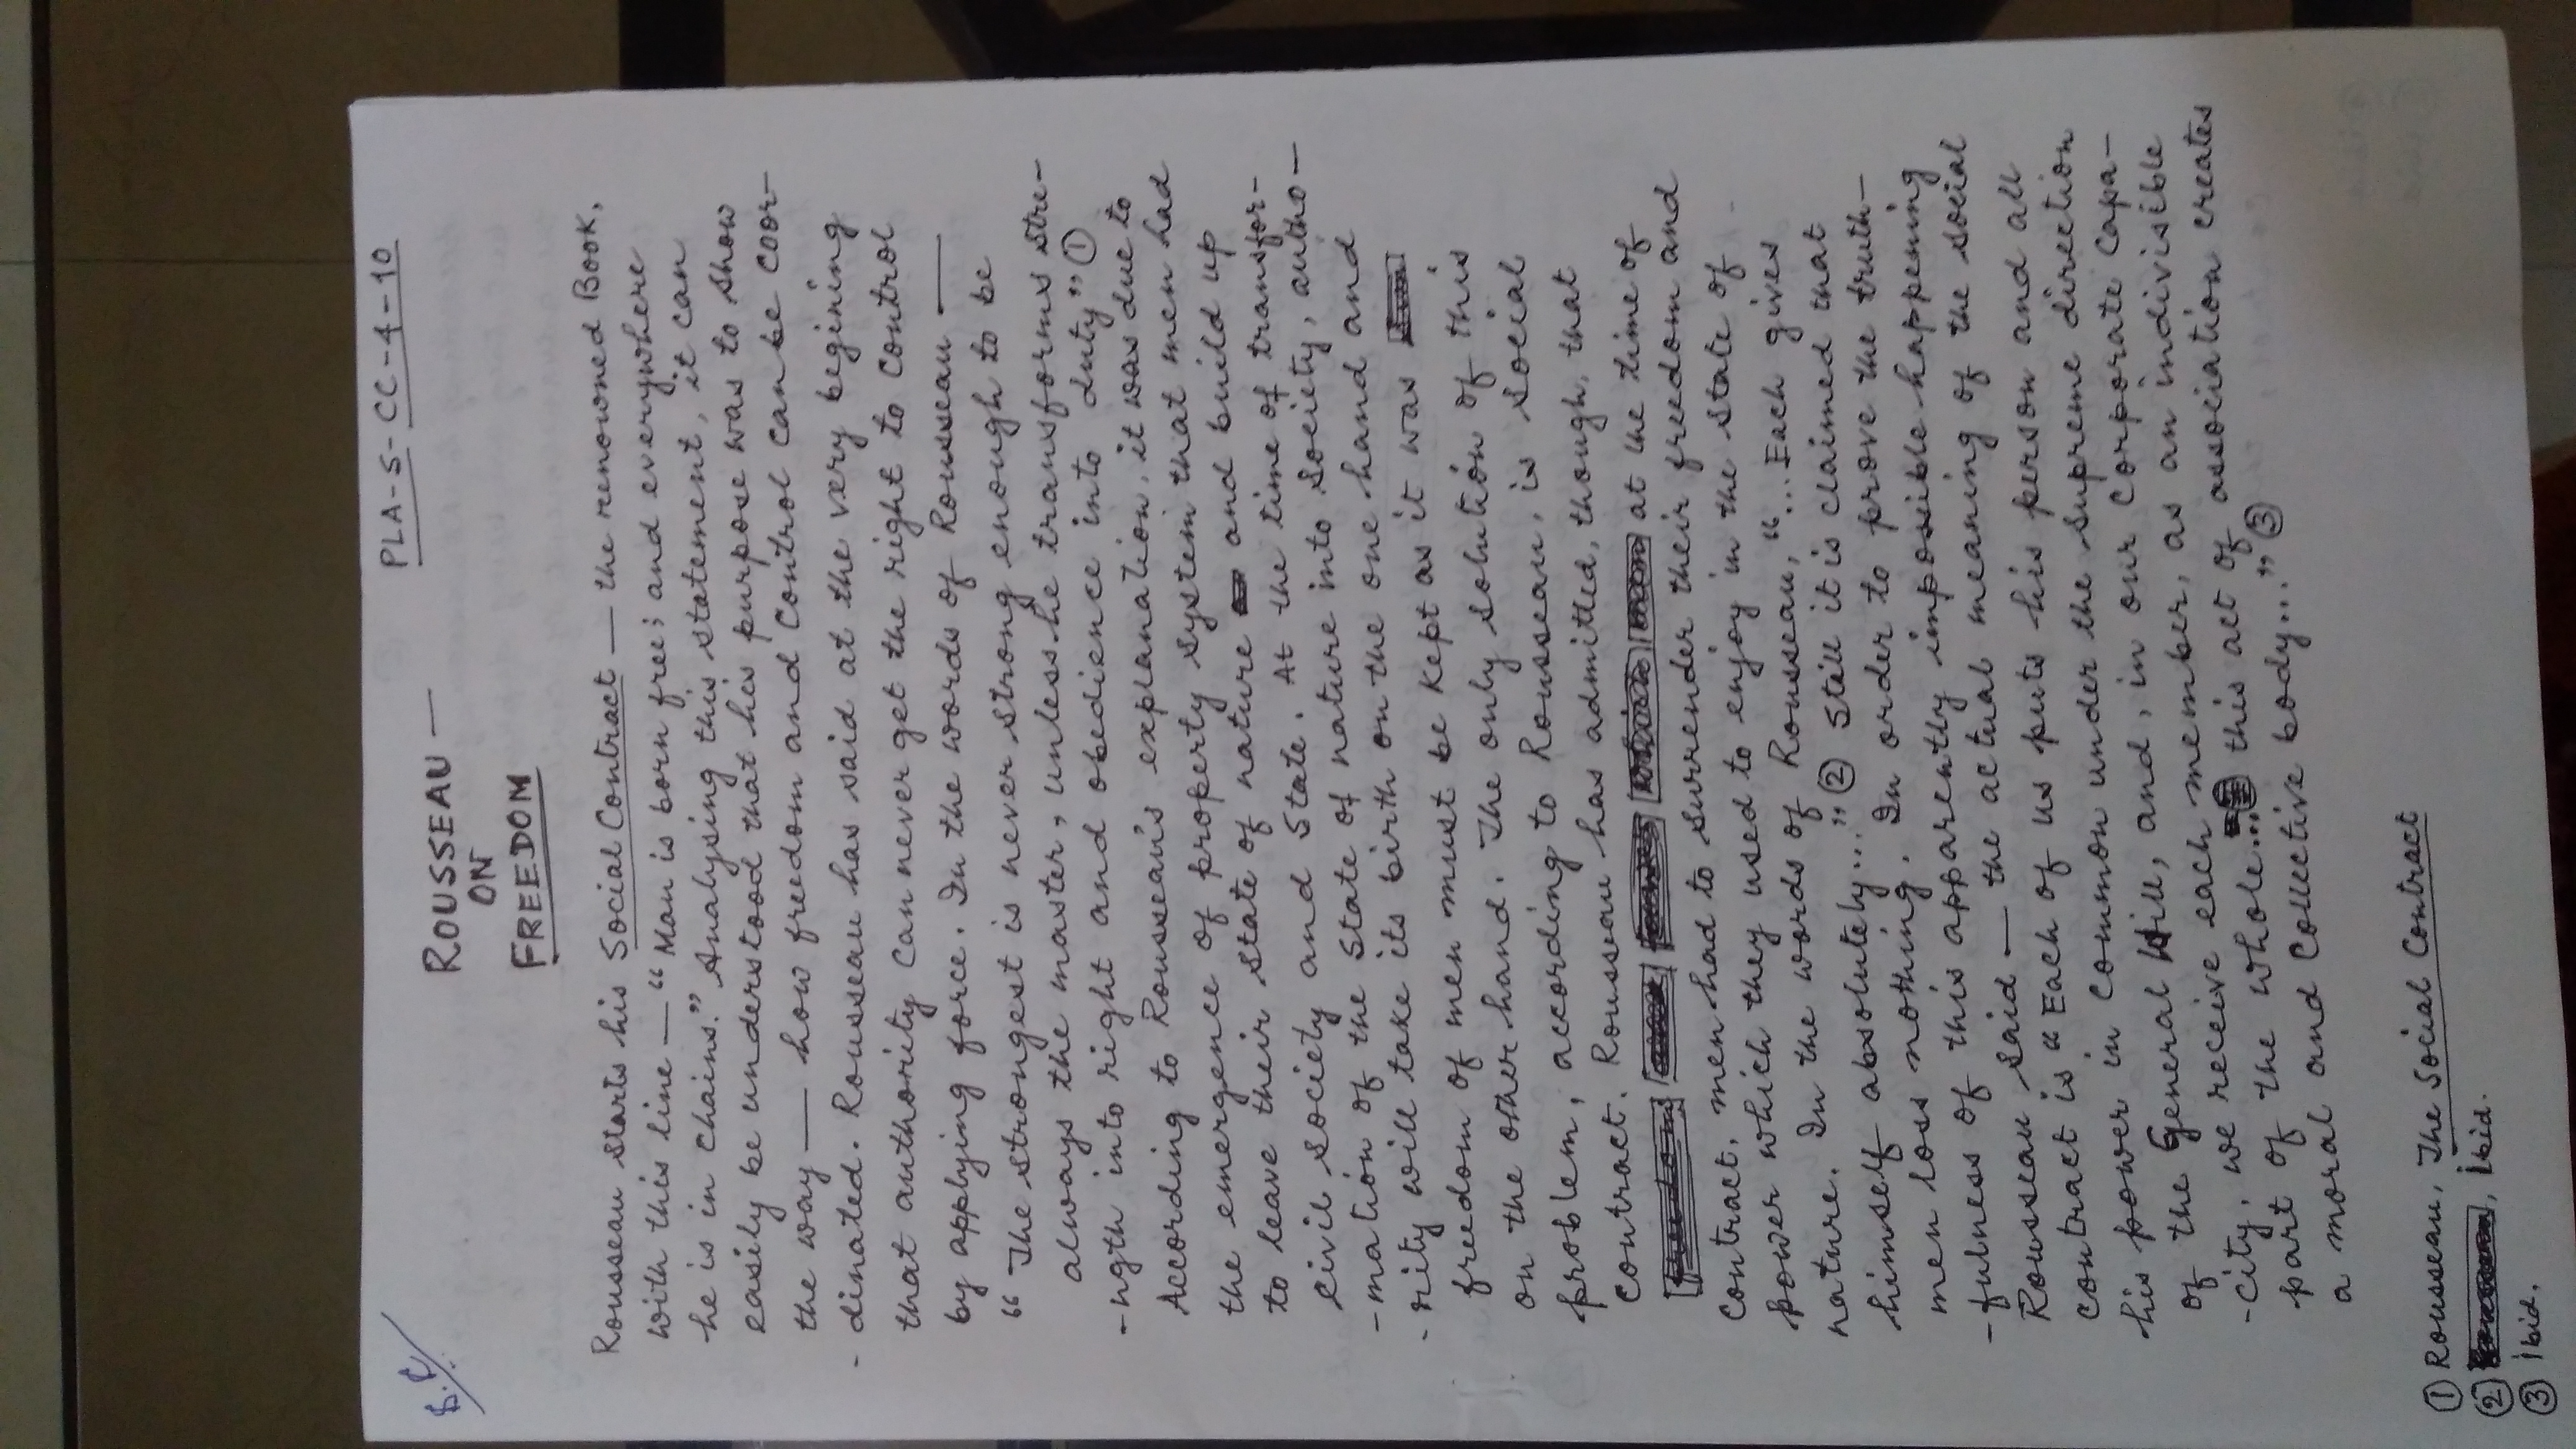 PLA-5-CC-4-10
ROUSSEAU —
ON
FREEDOM
Rousseau starts his Social Contract — the renowned Book,
with this line — “Man is born free; and everywhere
he is in chains.” Analysing this statement, it can
easily be understood that his purpose was to show
the way — how freedom and control can be coor-
-dinated. Rousseau has said at the very begining
that authority can never get the right to control
by applying force. In the words of Rousseau —
“The strongest is never strong enough to be
always the master, unless he transforms stre-
-ngth into right and obedience into duty” ①
According to Rousseau's explanation, it was due to
the emergence of property system that men had
to leave their state of nature and build up
civil society and state. At the time of transfor-
-mation of the state of nature into society, autho-
-rity will take its birth on the one hand and
freedom of men must be kept as it was
on the other hand. The only solution of this
problem, according to Rousseau, is social
contract. Rousseau has admitted, though, that
at the time of
contract, men had to surrender their freedom and
power which they used to enjoy in the state of
nature. In the words of Rousseau, “... Each gives
himself absolutely...” ② Still it is claimed that
men loss nothing. In order to prove the truth-
-fulness of this apparently impossible happening
Rousseau said — the actual meaning of the social
contract is “Each of us puts his person and all
his power in common under the supreme direction
of the general will, and, in our corporate capa-
-city, we receive each member, as an indivisible
part of the whole... this act of association creates
a moral and collective body...” ③
① Rousseau, The Social Contract
② , ibid.
③ ibid.